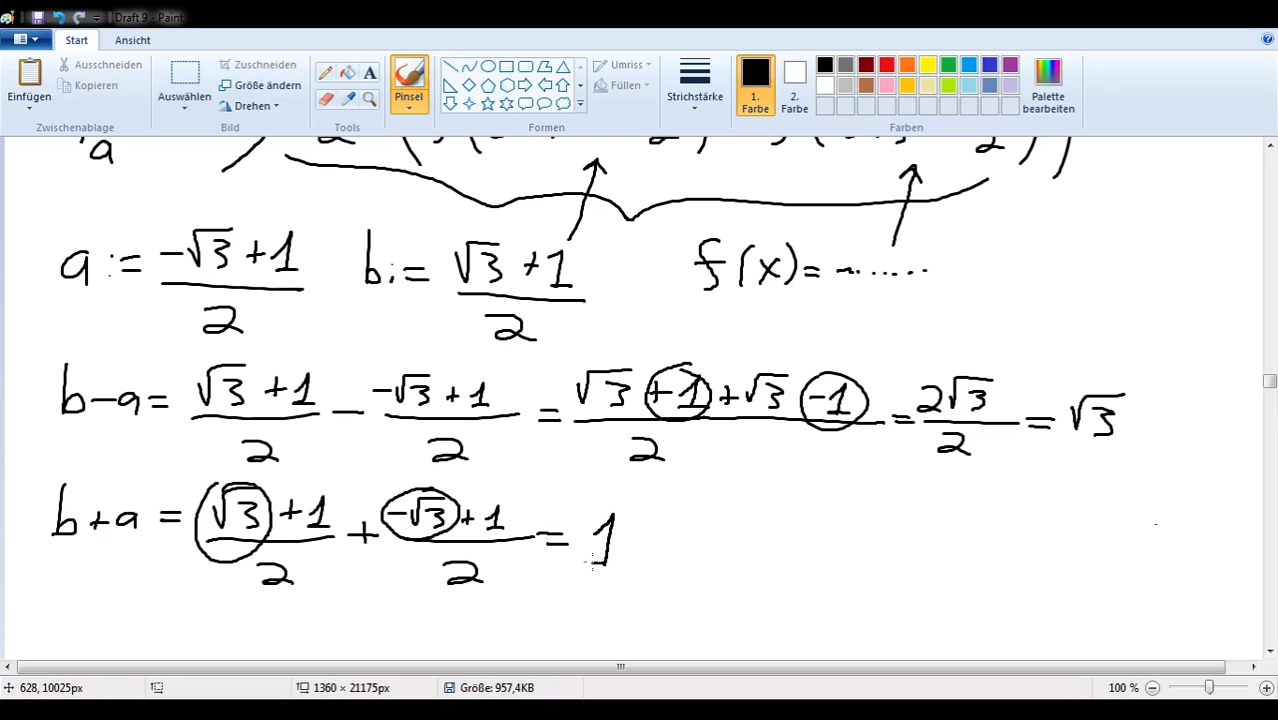 Draft 9 - Paint
Start Ansicht
Einfügen
Ausschneiden
Kopieren
Zwischenablage
Auswählen
Zuschneiden
Größe ändern
Drehen
Bild
A
Tools
Pinsel
Formen
Umriss
Füllen
Strichstärke
1. Farbe
2. Farbe
Palette bearbeiten
Farben
a := (-√3 + 1)/2 b := (√3 + 1)/2 f(x) = ~......
b - a = (√3 + 1)/2 - (-√3 + 1)/2 = (√3 + 1 + √3 - 1)/2 = 2√3/2 = √3
b + a = (√3 + 1)/2 + (-√3 + 1)/2 = 1
628, 10025px 1360 × 21175px Größe: 957,4KB 100 %